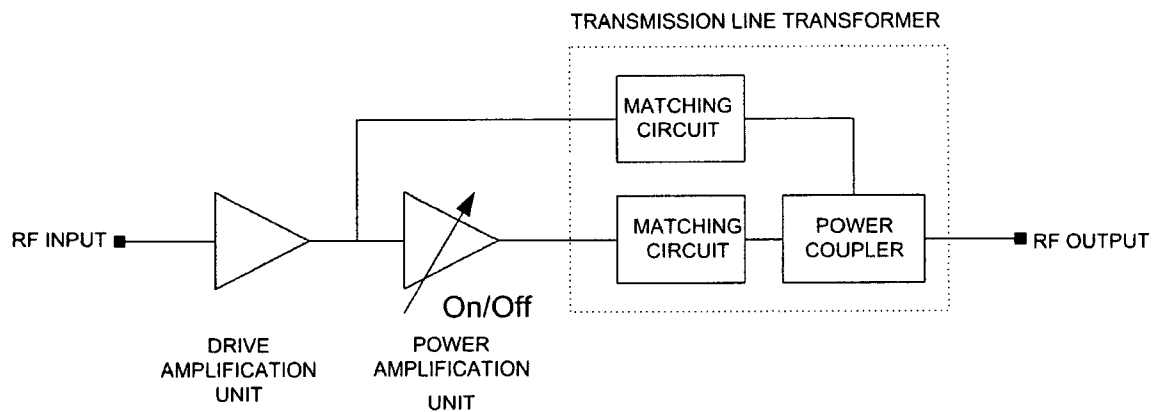 TRANSMISSION LINE TRANSFORMER
MATCHING
CIRCUIT
RF INPUT
MATCHING
CIRCUIT
POWER
COUPLER
RF OUTPUT
On/Off
DRIVE
AMPLIFICATION
UNIT
POWER
AMPLIFICATION
UNIT